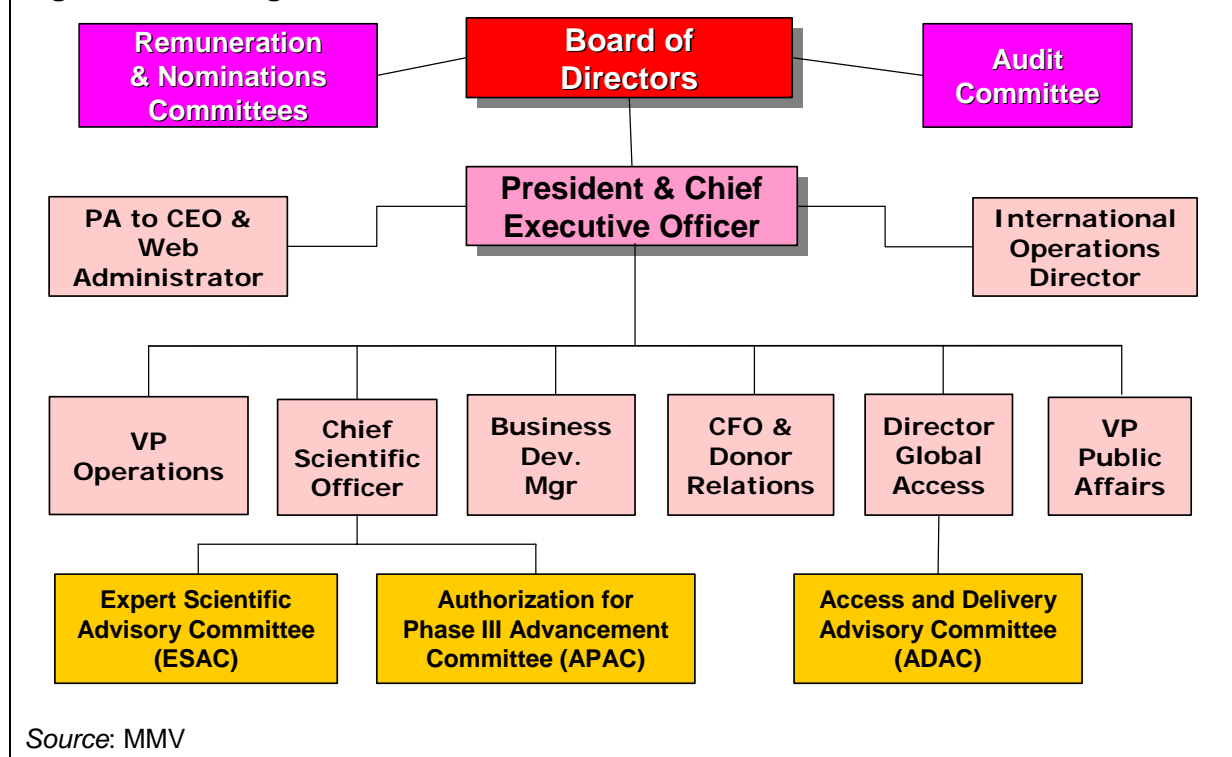 Remuneration
& Nominations
Committees
Board of
Directors
Audit
Committee
PA to CEO &
Web
Administrator
President & Chief
Executive Officer
International
Operations
Director
VP
Operations
Chief
Scientific
Officer
Business
Dev.
Mgr
CFO &
Donor
Relations
Director
Global
Access
VP
Public
Affairs
Expert Scientific
Advisory Committee
(ESAC)
Authorization for
Phase III Advancement
Committee (APAC)
Access and Delivery
Advisory Committee
(ADAC)
Source: MMV